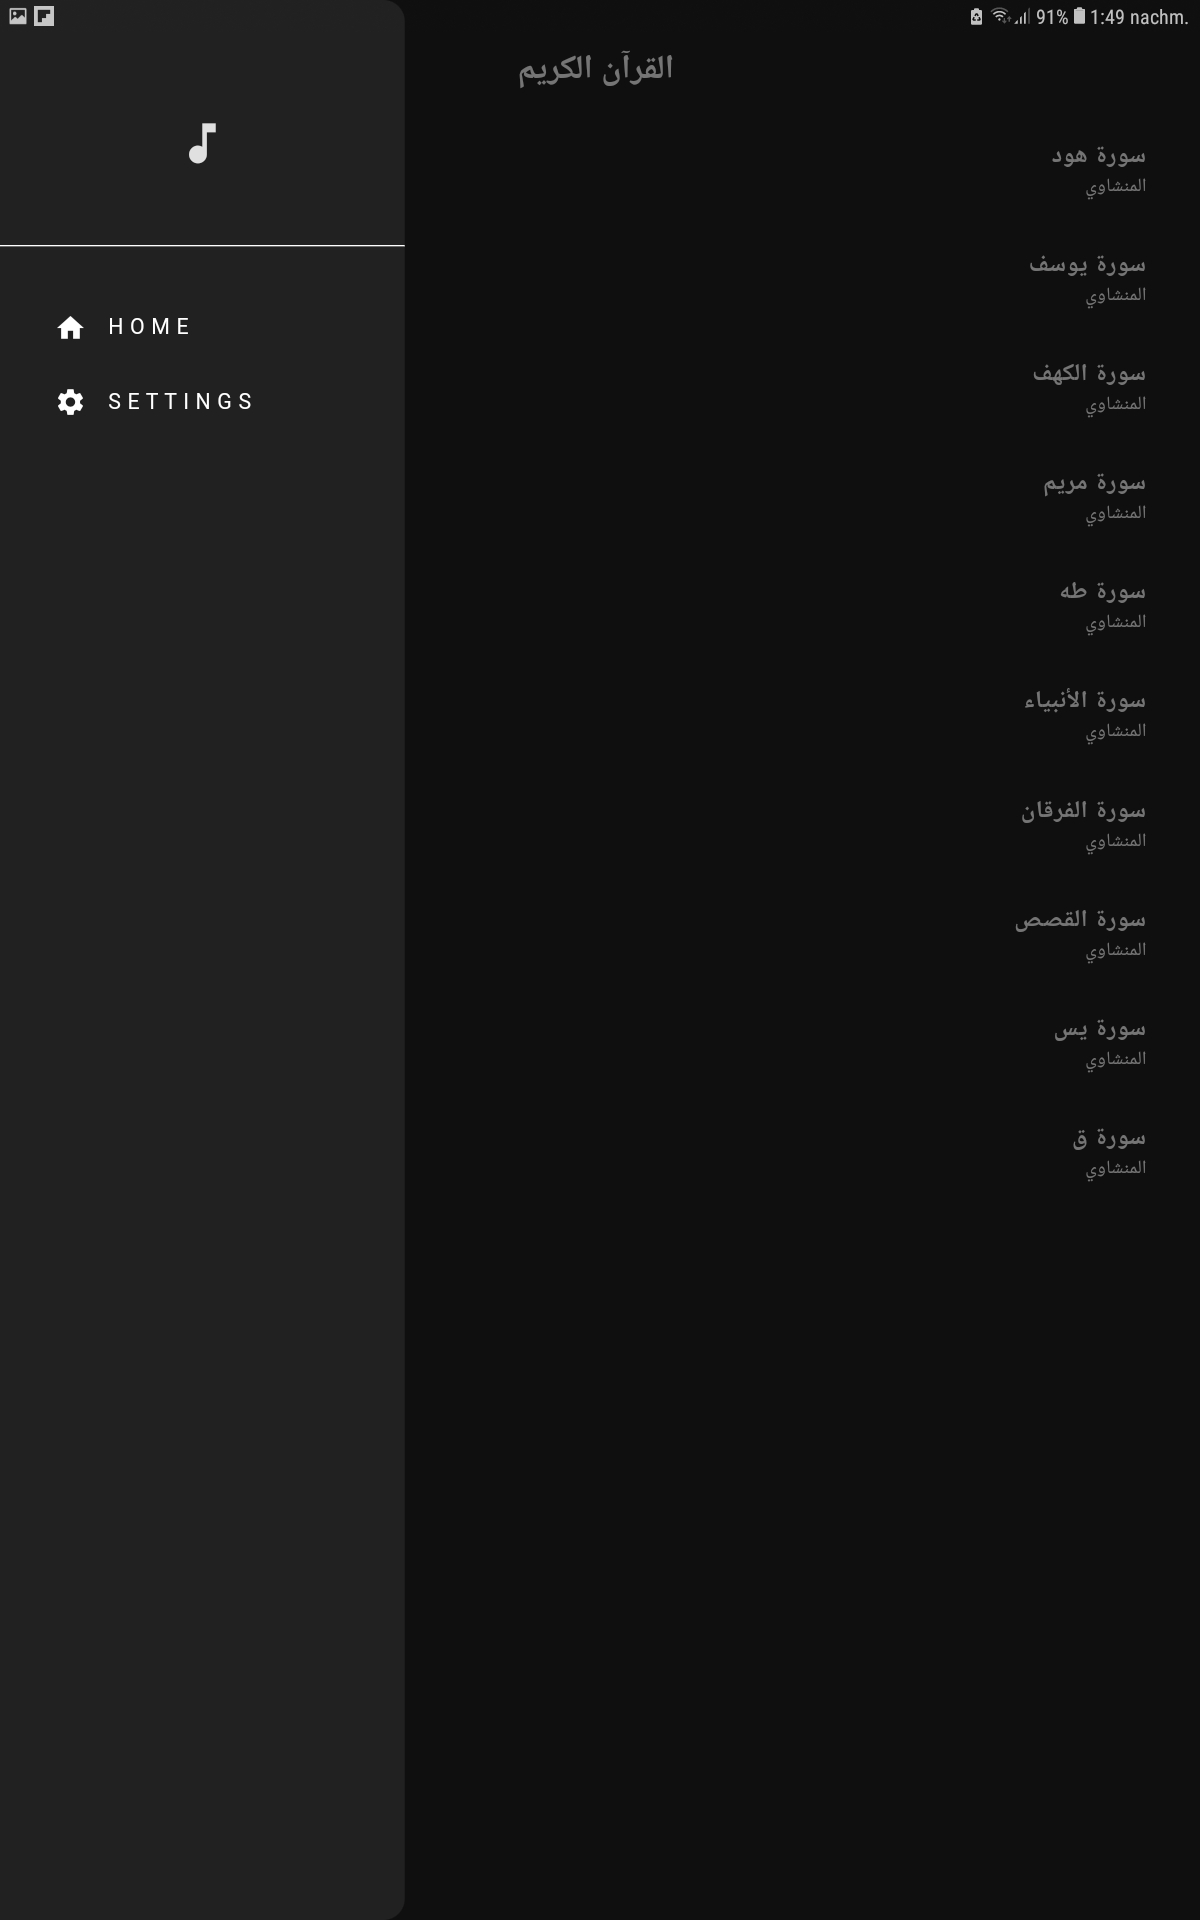 91% 1:49 nachm.
القرآن الكريم
HOME
SETTINGS
سورة هود
المنشاوي
سورة يوسف
المنشاوي
سورة الكهف
المنشاوي
سورة مريم
المنشاوي
سورة طه
المنشاوي
سورة الأنبياء
المنشاوي
سورة الفرقان
المنشاوي
سورة القصص
المنشاوي
سورة يس
المنشاوي
سورة ق
المنشاوي